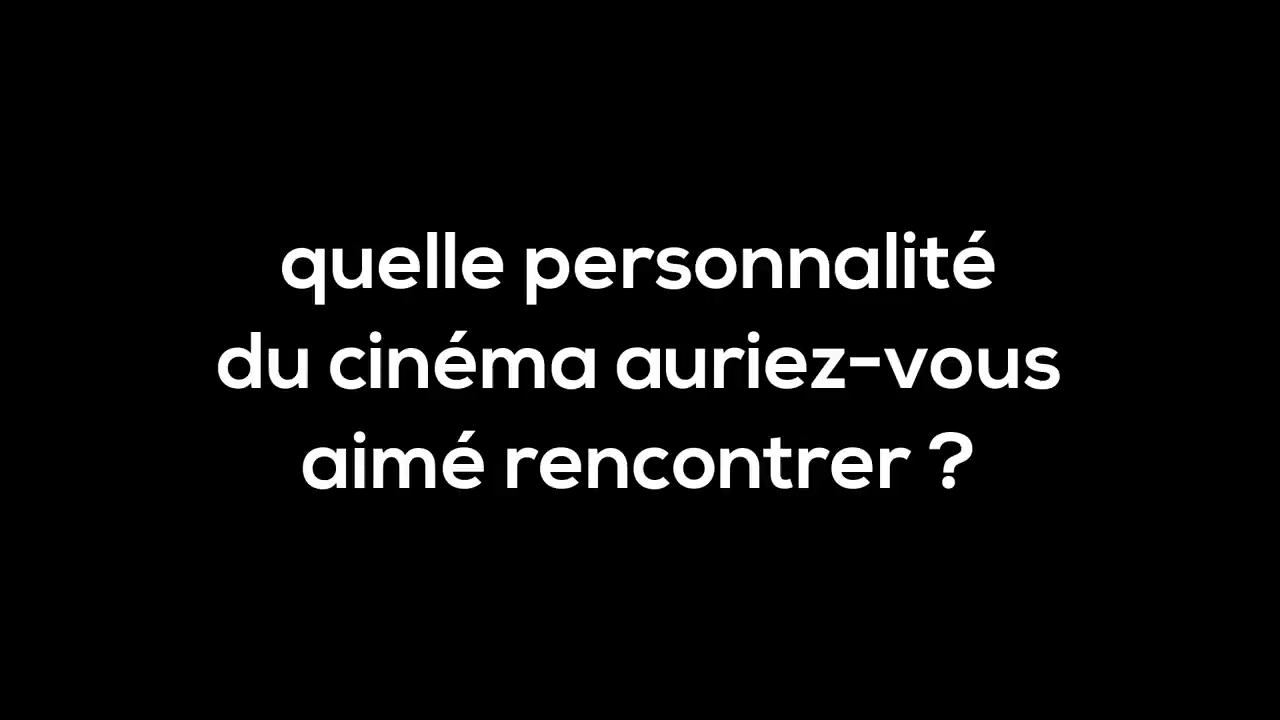 quelle personnalité
du cinéma auriez-vous
aimé rencontrer ?